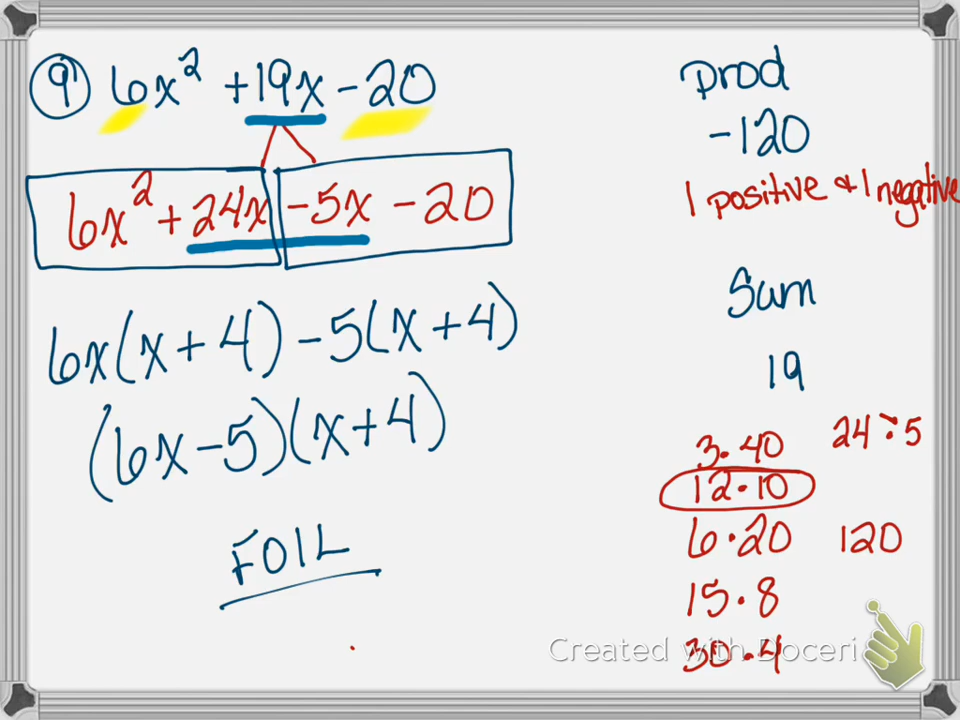 9 6x² + 19x - 20
6x² + 24x - 5x - 20
6x(x + 4) - 5(x + 4)
(6x - 5)(x + 4)
FOIL
prod
-120
1 positive & 1 negative
Sum
19
3 · 40
12 · 10
6 · 20
15 · 8
30 · 4
24 · -5
120
Created with Doceri